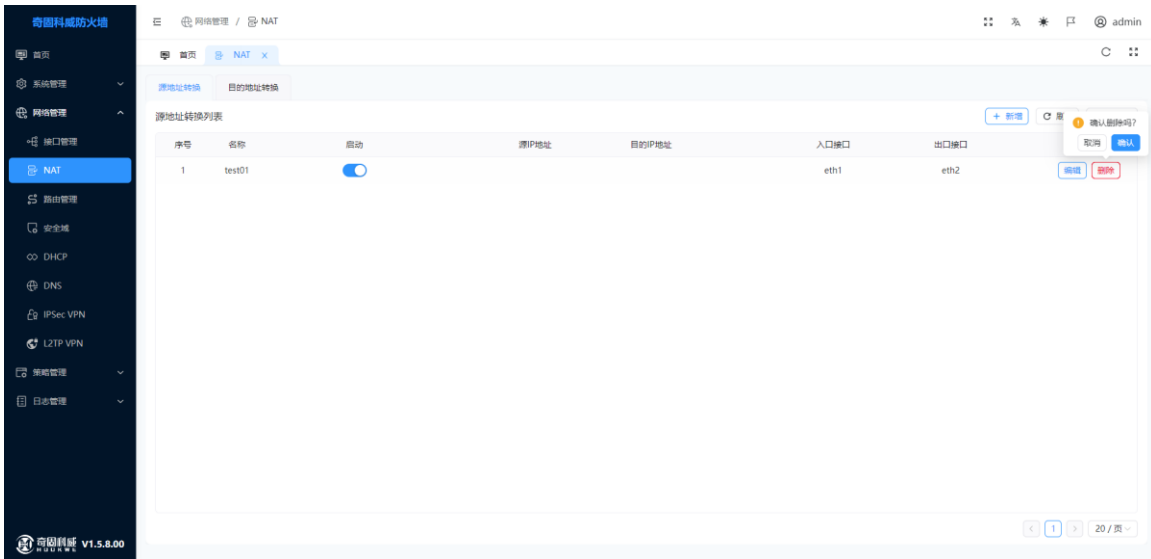 奇固科威防火墙
网络管理 / NAT
admin
首页
首页 NAT ×
系统管理
源地址转换 目的地址转换
网络管理
源地址转换列表
+ 新增
确认删除吗?
取消 确认
接口管理
序号 名称 启动 源IP地址 目的IP地址 入口接口 出口接口
NAT
1 test01 eth1 eth2 编辑 删除
路由管理
安全域
DHCP
DNS
IPSec VPN
L2TP VPN
策略管理
日志管理
1 20 / 页
奇固科威 V1.5.8.00